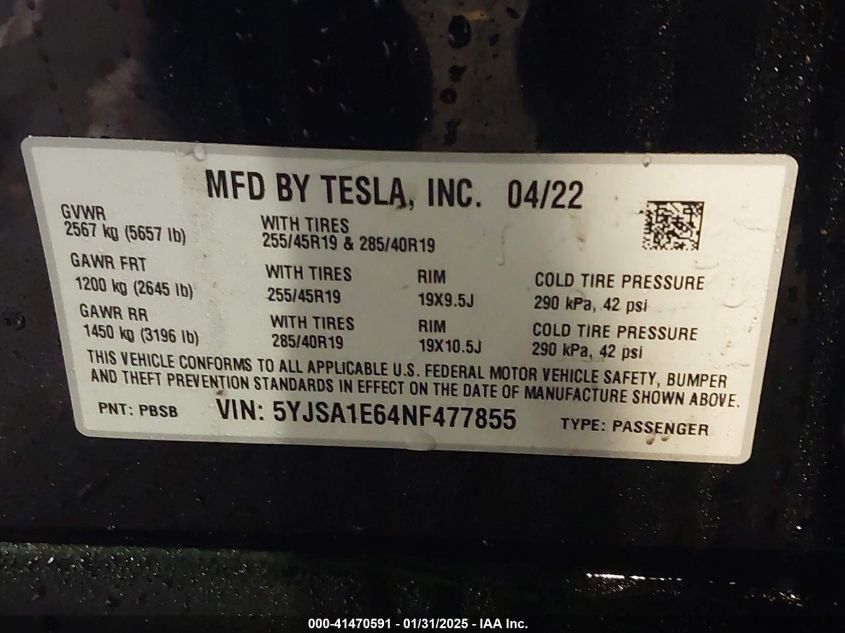 MFD BY TESLA, INC. 04/22
GVWR
2567 kg (5657 lb)
WITH TIRES
255/45R19 & 285/40R19
GAWR FRT
1200 kg (2645 lb)
WITH TIRES
255/45R19
RIM
19X9.5J
COLD TIRE PRESSURE
290 kPa, 42 psi
GAWR RR
1450 kg (3196 lb)
WITH TIRES
285/40R19
RIM
19X10.5J
COLD TIRE PRESSURE
290 kPa, 42 psi
THIS VEHICLE CONFORMS TO ALL APPLICABLE U.S. FEDERAL MOTOR VEHICLE SAFETY, BUMPER
AND THEFT PREVENTION STANDARDS IN EFFECT ON THE DATE OF MANUFACTURE SHOWN ABOVE.
PNT: PBSB VIN: 5YJSA1E64NF477855 TYPE: PASSENGER
000-41470591 - 01/31/2025 - IAA Inc.